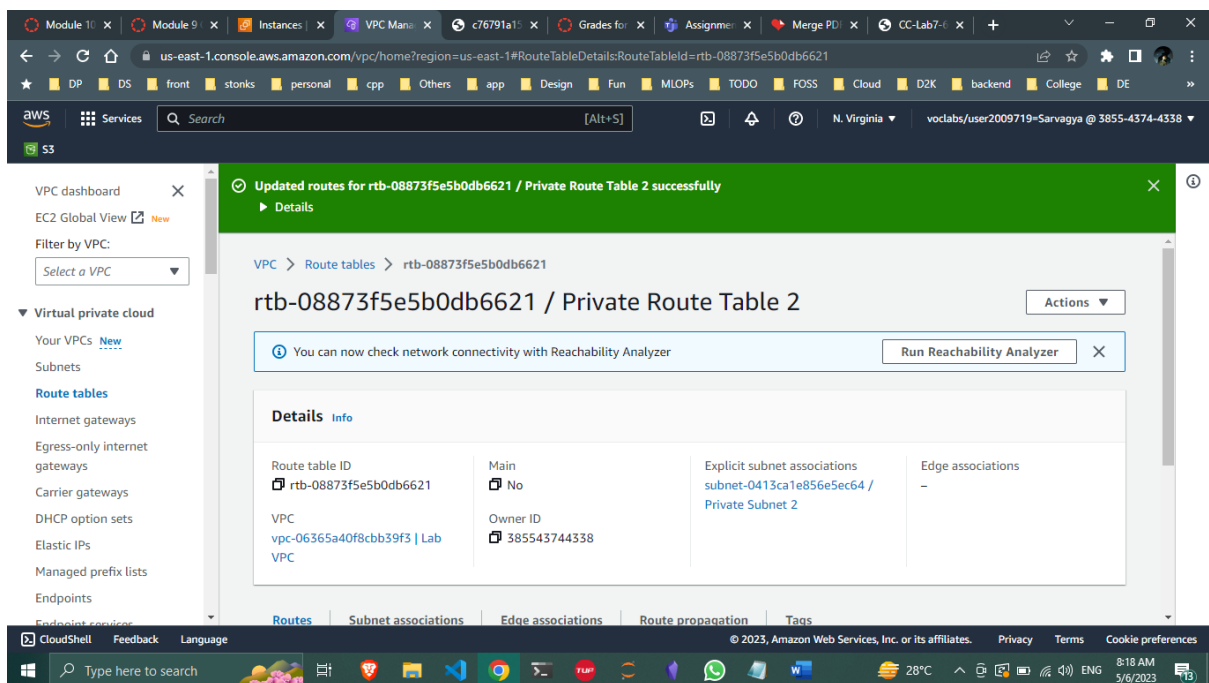 Module 10
Module 9
Instances |
VPC Mana
c76791a15
Grades for
Assignmen
Merge PDF
CC-Lab7-6
us-east-1.console.aws.amazon.com/vpc/home?region=us-east-1#RouteTableDetails:RouteTableId=rtb-08873f5e5b0db6621
DP DS front stonks personal cpp Others app Design Fun MLOPs TODO FOSS Cloud D2K backend College DE »
aws Services Search [Alt+S] N. Virginia voclabs/user2009719=Sarvagya @ 3855-4374-4338
S3
VPC dashboard
EC2 Global View New
Filter by VPC:
Select a VPC
Virtual private cloud
Your VPCs New
Subnets
Route tables
Internet gateways
Egress-only internet
gateways
Carrier gateways
DHCP option sets
Elastic IPs
Managed prefix lists
Endpoints
Endpoint services
Updated routes for rtb-08873f5e5b0db6621 / Private Route Table 2 successfully
Details
VPC > Route tables > rtb-08873f5e5b0db6621
rtb-08873f5e5b0db6621 / Private Route Table 2
Actions
You can now check network connectivity with Reachability Analyzer
Run Reachability Analyzer
Details Info
Route table ID
rtb-08873f5e5b0db6621
Main
No
Explicit subnet associations
subnet-0413ca1e856e5ec64 /
Private Subnet 2
Edge associations
–
VPC
vpc-06365a40f8cbb39f3 | Lab
VPC
Owner ID
385543744338
Routes Subnet associations Edge associations Route propagation Tags
CloudShell Feedback Language © 2023, Amazon Web Services, Inc. or its affiliates. Privacy Terms Cookie preferences
Type here to search
TUF
28°C
ENG
8:18 AM
5/6/2023
13